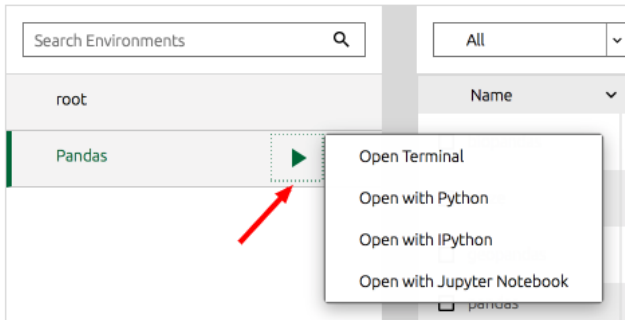 Search Environments
All
root
Name
Pandas
Open Terminal
Open with Python
Open with IPython
Open with Jupyter Notebook
pandas